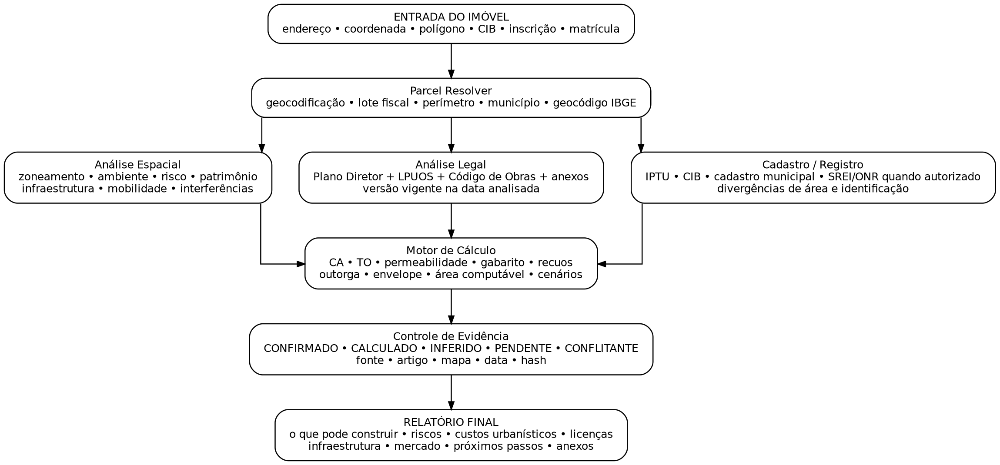 ENTRADA DO IMÓVEL
endereço • coordenada • polígono • CIB • inscrição • matrícula
Parcel Resolver
geocodificação • lote fiscal • perímetro • município • geocódigo IBGE
Análise Espacial
zoneamento • ambiente • risco • patrimônio
infraestrutura • mobilidade • interferências
Análise Legal
Plano Diretor + LPUOS + Código de Obras + anexos
versão vigente na data analisada
Cadastro / Registro
IPTU • CIB • cadastro municipal • SREI/ONR quando autorizado
divergências de área e identificação
Motor de Cálculo
CA • TO • permeabilidade • gabarito • recuos
outorga • envelope • área computável • cenários
Controle de Evidência
CONFIRMADO • CALCULADO • INFERIDO • PENDENTE • CONFLITANTE
fonte • artigo • mapa • data • hash
RELATÓRIO FINAL
o que pode construir • riscos • custos urbanísticos • licenças
infraestrutura • mercado • próximos passos • anexos